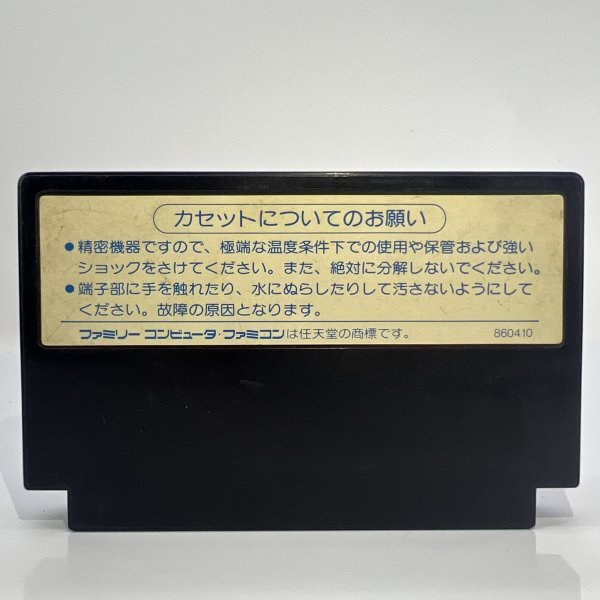 カセットについてのお願い
●精密機器ですので、極端な温度条件下での使用や保管および強い
ショックをさけてください。また、絶対に分解しないでください。
●端子部に手を触れたり、水にぬらしたりして汚さないようにして
ください。故障の原因となります。
ファミリーコンピュータ・ファミコンは任天堂の商標です。 860410